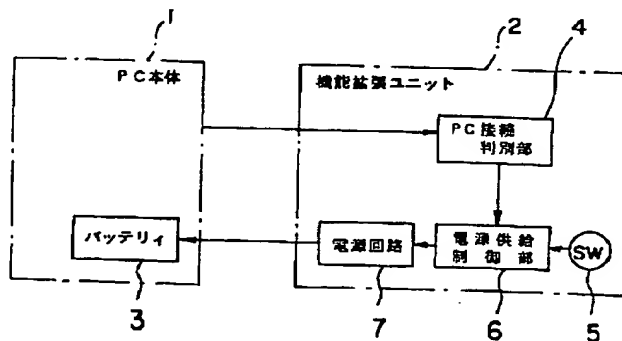 1
PC本体
2
4
機能拡張ユニット
PC接続
判別部
バッテリィ
電源回路
電源供給
制御部
SW
3
7
6
5